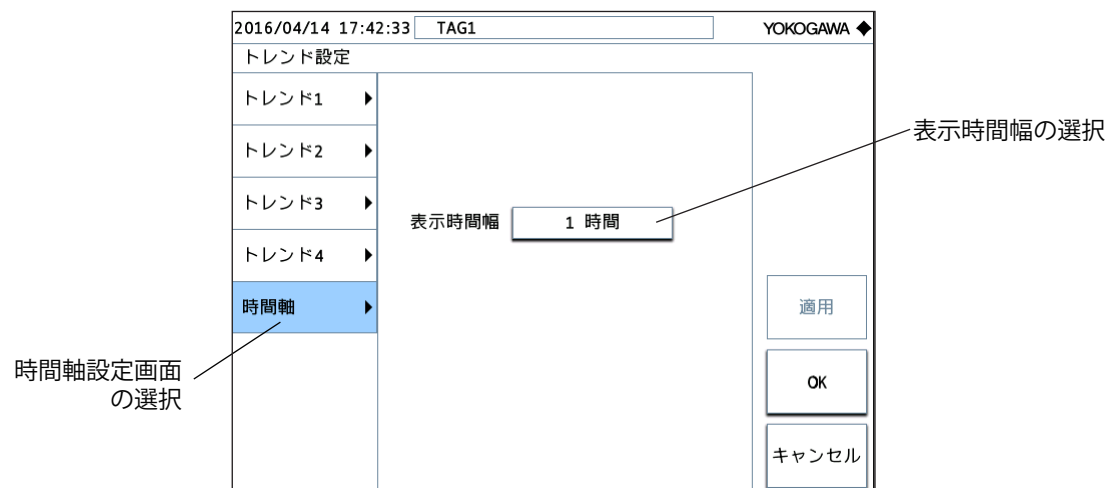 2016/04/14 17:42:33 TAG1 YOKOGAWA
トレンド設定
トレンド1
トレンド2
トレンド3
トレンド4
時間軸
表示時間幅 1 時間
適用
OK
キャンセル
表示時間幅の選択
時間軸設定画面
の選択